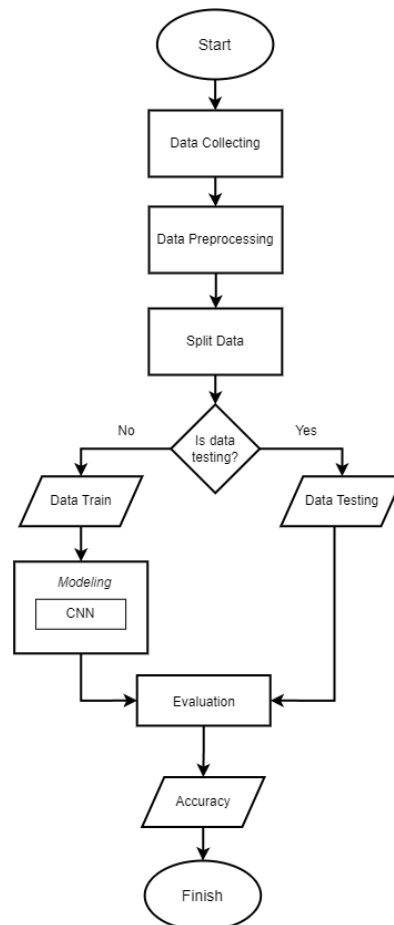 Start
Data Collecting
Data Preprocessing
Split Data
Is data
testing?
No
Yes
Data Train
Data Testing
Modeling
CNN
Evaluation
Accuracy
Finish